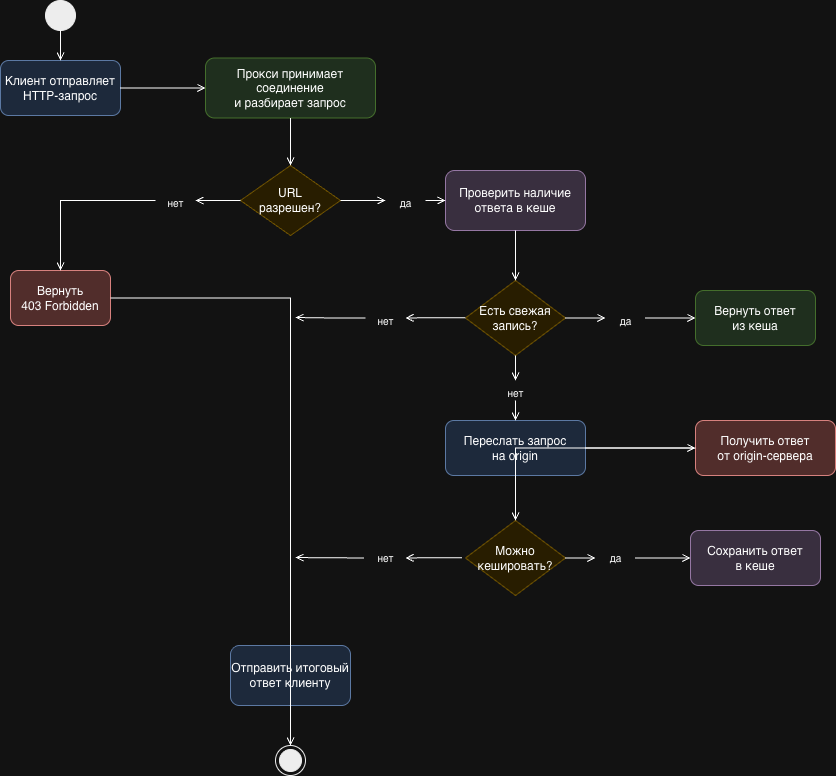 Клиент отправляет
HTTP-запрос
Прокси принимает
соединение
и разбирает запрос
URL
разрешен?
нет
да
Проверить наличие
ответа в кеше
Вернуть
403 Forbidden
Есть свежая
запись?
нет
да
Вернуть ответ
из кеша
нет
Переслать запрос
на origin
Получить ответ
от origin-сервера
Можно
кешировать?
нет
да
Сохранить ответ
в кеше
Отправить итоговый
ответ клиенту